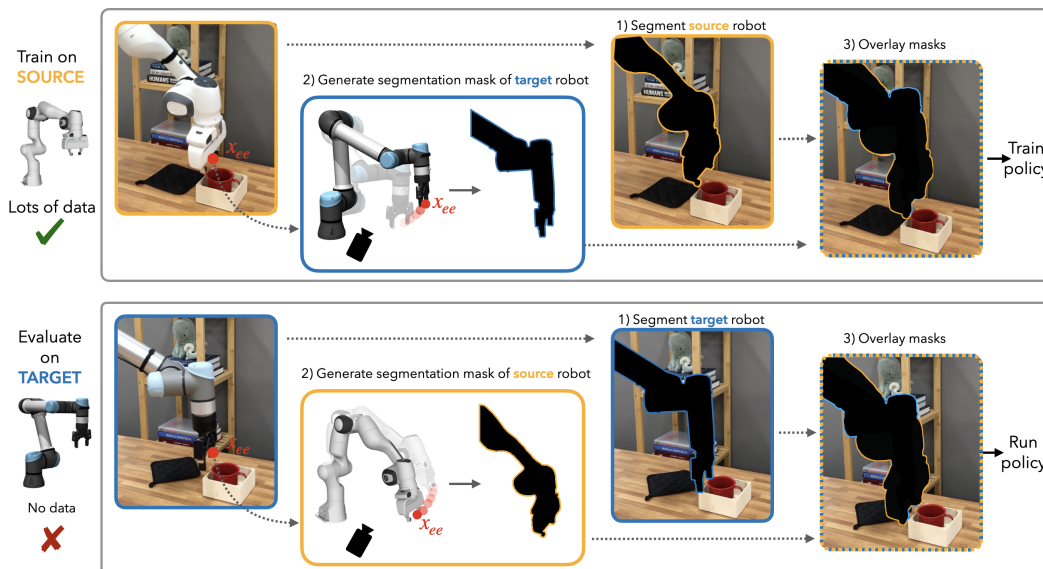 Train on
SOURCE
Lots of data
1) Segment source robot
2) Generate segmentation mask of target robot
3) Overlay masks
HUMANS
HUMANS
x_ee
x_ee
Train
policy
Evaluate
on
TARGET
No data
1) Segment target robot
2) Generate segmentation mask of source robot
3) Overlay masks
x_ee
x_ee
Run
policy